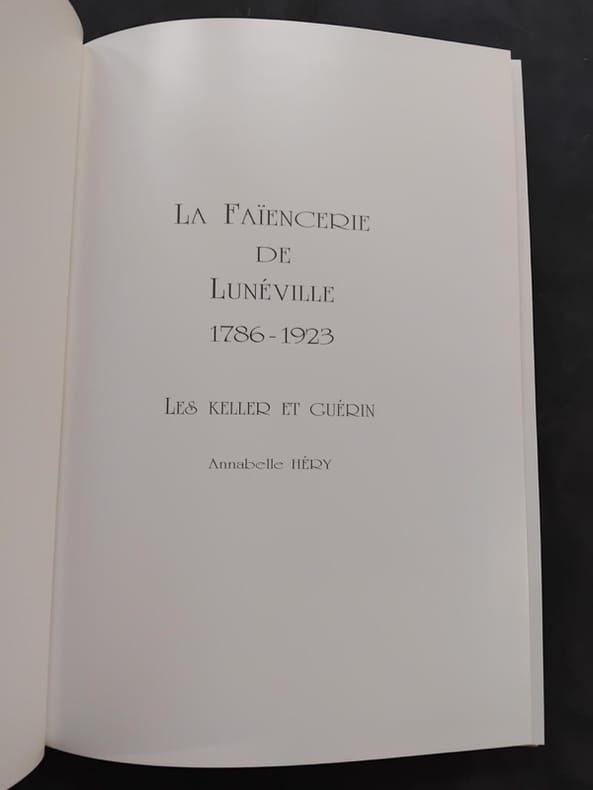 La Faïencerie
de
Lunéville
1786-1923
Les Keller et Guérin
Annabelle HÉRY